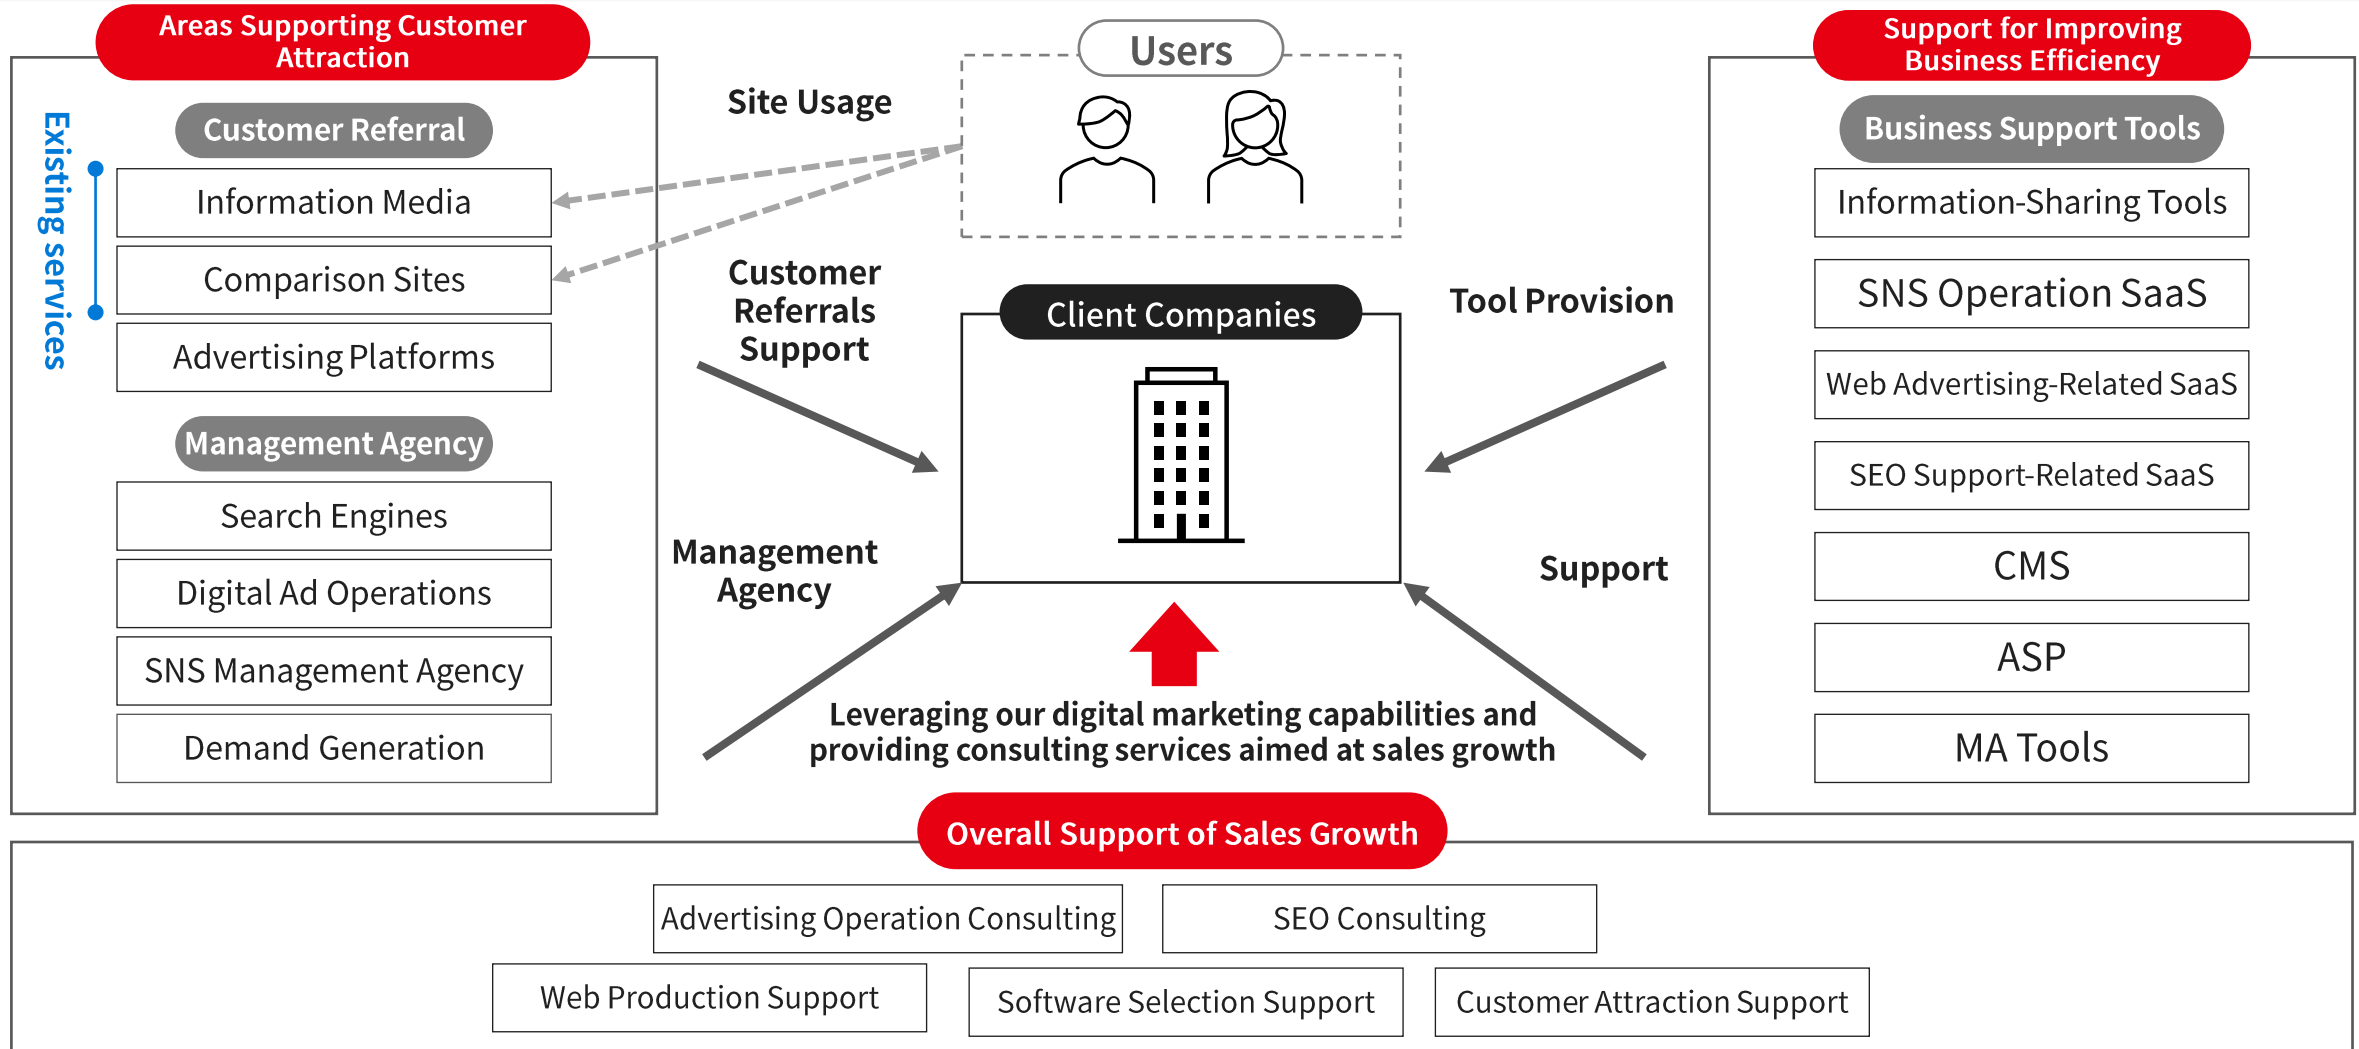 Areas Supporting Customer
Attraction
Existing services
Customer Referral
Information Media
Comparison Sites
Advertising Platforms
Management Agency
Search Engines
Digital Ad Operations
SNS Management Agency
Demand Generation
Users
Site Usage
Customer
Referrals
Support
Client Companies
Tool Provision
Management
Agency
Support
Leveraging our digital marketing capabilities and
providing consulting services aimed at sales growth
Support for Improving
Business Efficiency
Business Support Tools
Information-Sharing Tools
SNS Operation SaaS
Web Advertising-Related SaaS
SEO Support-Related SaaS
CMS
ASP
MA Tools
Overall Support of Sales Growth
Advertising Operation Consulting
SEO Consulting
Web Production Support
Software Selection Support
Customer Attraction Support